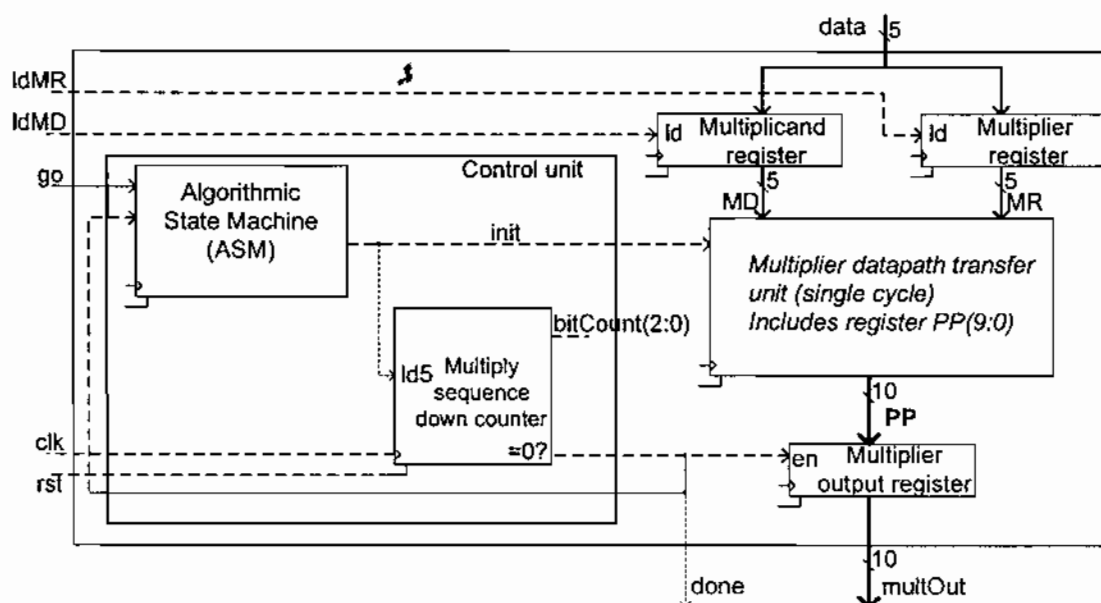 data 5
ldMR
ldMD
ld Multiplicand
register
ld Multiplier
register
go
Control unit
Algorithmic
State Machine
(ASM)
5
MD
5
MR
init
Multiplier datapath transfer
unit (single cycle)
Includes register PP(9:0)
bitCount(2:0)
ld5 Multiply
sequence
down counter
=0?
10
PP
clk
rst
en Multiplier
output register
10
done
multOut